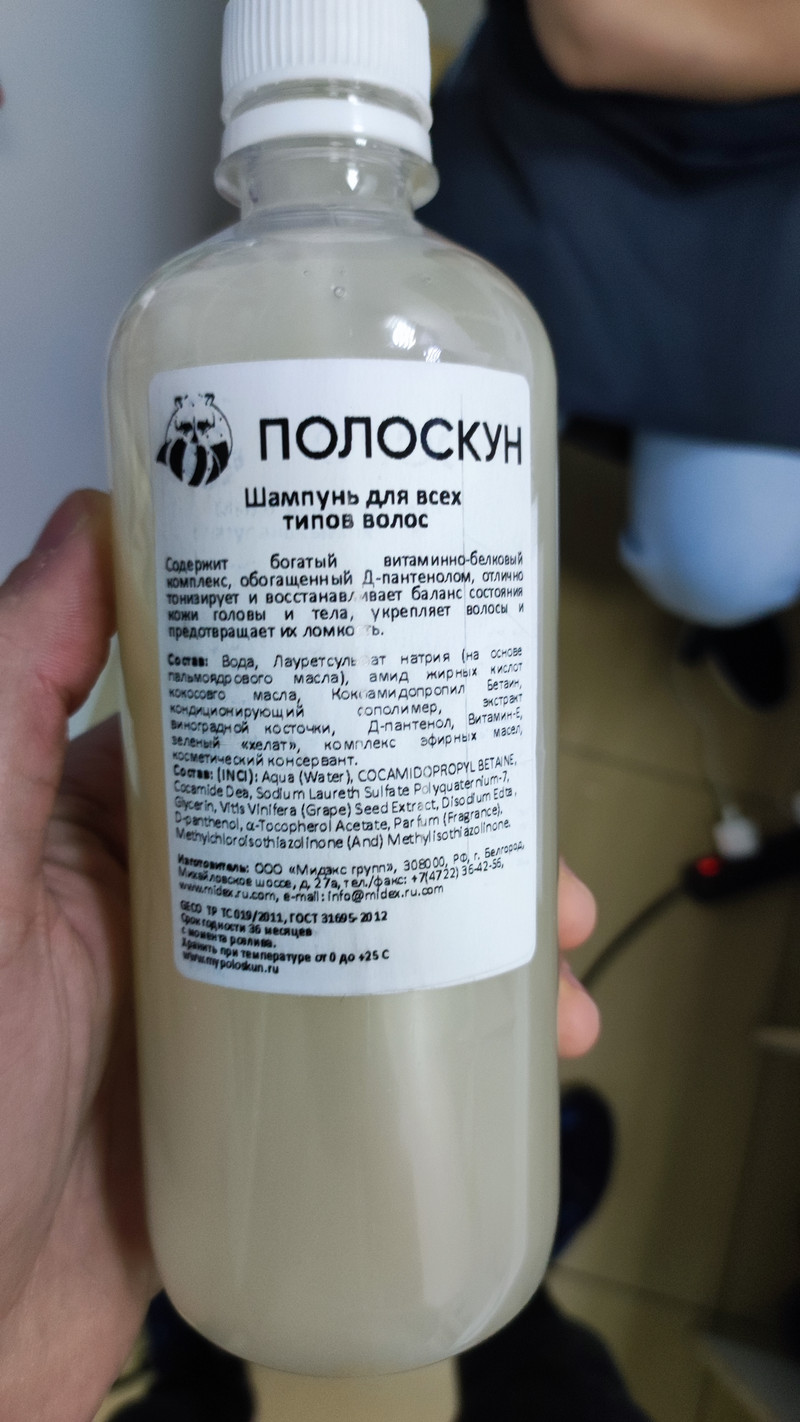 ПОЛОСКУН
Шампунь для всех
типов волос
Содержит богатый витаминно-белковый
комплекс, обогащенный Д-пантенолом, отлично
тонизирует и восстанавливает баланс состояния
кожи головы и тела, укрепляет волосы и
предотвращает их ломкость.
Состав: Вода, Лауретсульфат натрия (на основе
пальмоядрового масла), амид жирных кислот
кокосового масла, Кокоамидопропил Бетаин,
кондиционирующий сополимер, экстракт
виноградной косточки, Д-пантенол, Витамин-Е,
зеленый «хелат», комплекс эфирных масел,
косметический консервант.
Состав: (INCI): Aqua (Water), COCAMIDOPROPYL BETAINE,
Cocamide Dea, Sodium Laureth Sulfate Polyquaternium-7,
Glycerin, Vitis Vinifera (Grape) Seed Extract, Disodium Edta,
D-panthenol, α-Tocopherol Acetate, Parfum (Fragrance),
Methylchloroisothiazolinone (And) Methylisothiazolinone.
Изготовитель: ООО «Мидэкс групп», 308000, РФ, г. Белгород,
Михайловское шоссе, д. 27а, тел./факс: +7(4722) 36-42-56,
www.midex.ru.com, e-mail: info@midex.ru.com
ТР ТС 019/2011, ГОСТ 31695-2012
Срок годности 36 месяцев
с момента розлива.
Хранить при температуре от 0 до +25 С
www.mypoloskun.ru